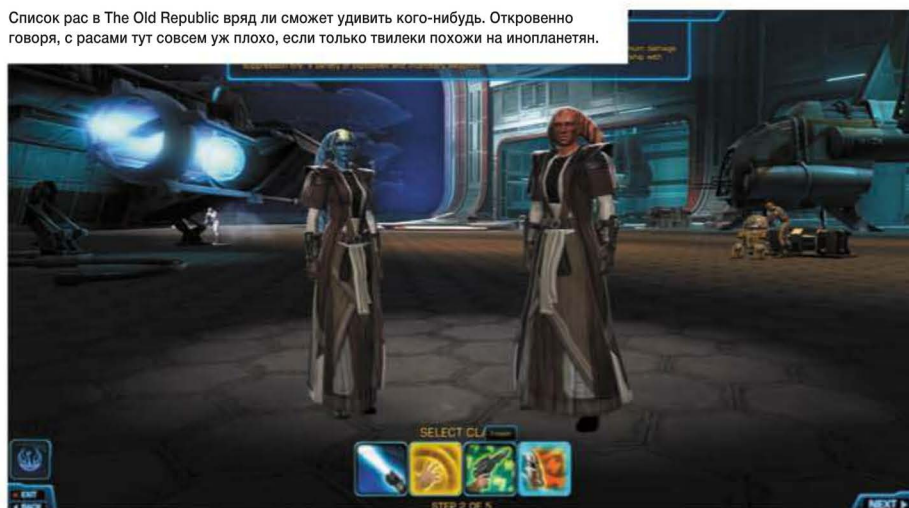 Список рас в The Old Republic вряд ли сможет удивить кого-нибудь. Откровенно
говоря, с расами тут совсем уж плохо, если только твилеки похожи на инопланетян.
SELECT CLA
EXIT
BACK
STEP 2 OF 5
NEXT